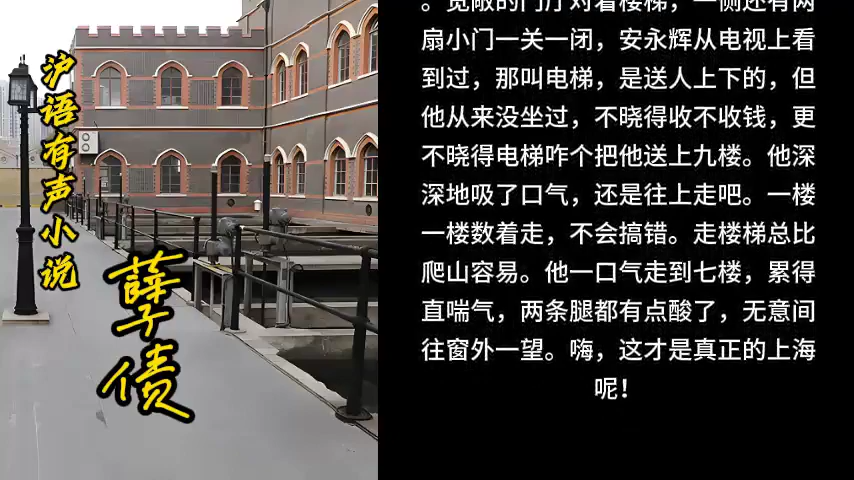 沪语有声小说
孽债
。宽敞的门厅对着楼梯，一侧还有两
扇小门一关一闭，安永辉从电视上看
到过，那叫电梯，是送人上下的，但
他从来没坐过，不晓得收不收钱，更
不晓得电梯咋个把他送上九楼。他深
深地吸了口气，还是往上走吧。一楼
一楼数着走，不会搞错。走楼梯总比
爬山容易。他一口气走到七楼，累得
直喘气，两条腿都有点酸了，无意间
往窗外一望。嗨，这才是真正的上海
呢！